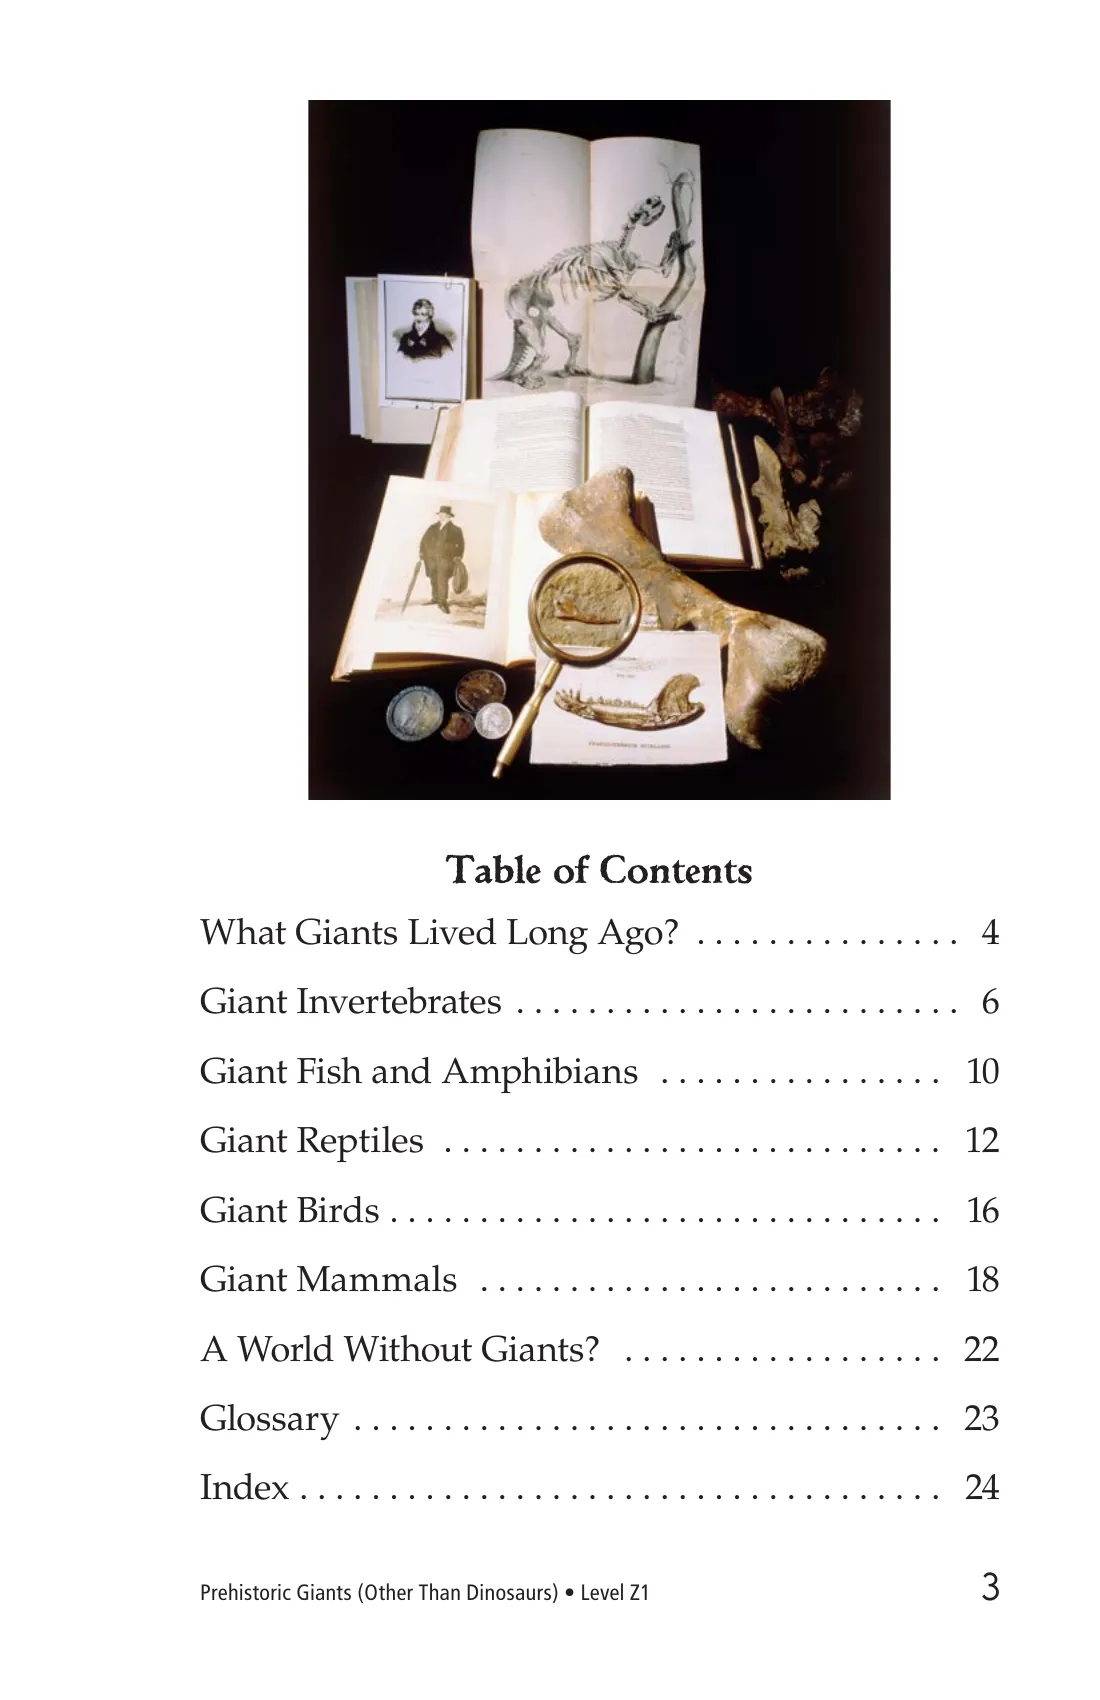 Table of Contents
What Giants Lived Long Ago? . . . . . . . . . . . . . . . 4
Giant Invertebrates . . . . . . . . . . . . . . . . . . . . . . . . . 6
Giant Fish and Amphibians . . . . . . . . . . . . . . . . 10
Giant Reptiles . . . . . . . . . . . . . . . . . . . . . . . . . . . . 12
Giant Birds . . . . . . . . . . . . . . . . . . . . . . . . . . . . . . . 16
Giant Mammals . . . . . . . . . . . . . . . . . . . . . . . . . . 18
A World Without Giants? . . . . . . . . . . . . . . . . . . 22
Glossary . . . . . . . . . . . . . . . . . . . . . . . . . . . . . . . . . 23
Index . . . . . . . . . . . . . . . . . . . . . . . . . . . . . . . . . . . . 24
Prehistoric Giants (Other Than Dinosaurs) • Level Z1 3